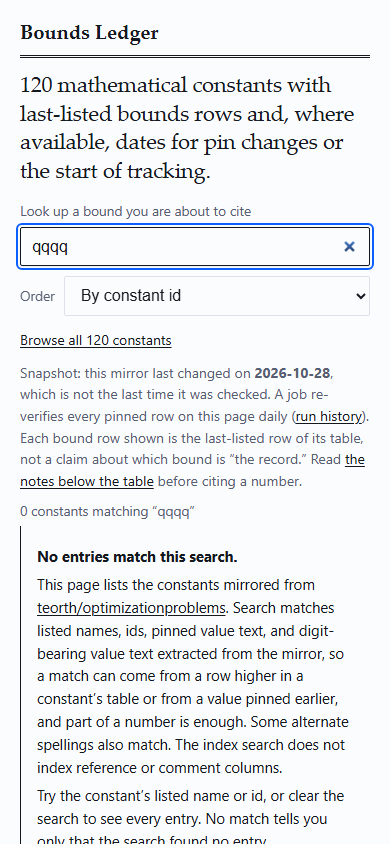 Bounds Ledger
120 mathematical constants with
last-listed bounds rows and, where
available, dates for pin changes or
the start of tracking.
Look up a bound you are about to cite
qqqq
Order By constant id
Browse all 120 constants
Snapshot: this mirror last changed on 2026-10-28,
which is not the last time it was checked. A job re-
verifies every pinned row on this page daily (run history).
Each bound row shown is the last-listed row of its table,
not a claim about which bound is “the record.” Read the
notes below the table before citing a number.
0 constants matching “qqqq”
No entries match this search.
This page lists the constants mirrored from
teorth/optimizationproblems. Search matches
listed names, ids, pinned value text, and digit-
bearing value text extracted from the mirror, so
a match can come from a row higher in a
constant’s table or from a value pinned earlier,
and part of a number is enough. Some alternate
spellings also match. The index search does not
index reference or comment columns.
Try the constant’s listed name or id, or clear the
search to see every entry. No match tells you
only that the search found no entry.